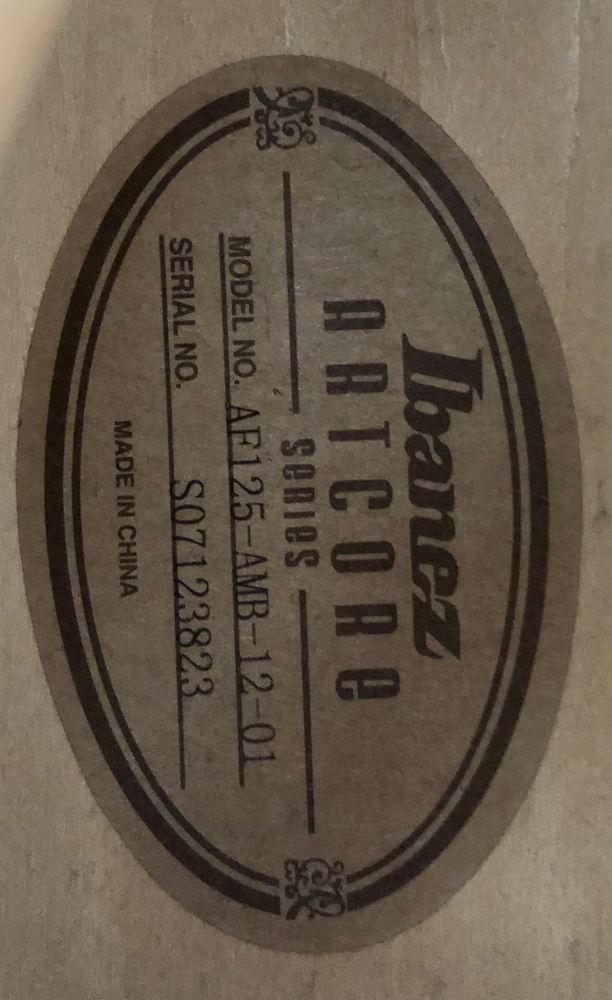 Ibanez
ARTCORE
SERIES
MODEL NO. AF125-AMB-12-01
SERIAL NO. S07123823
MADE IN CHINA